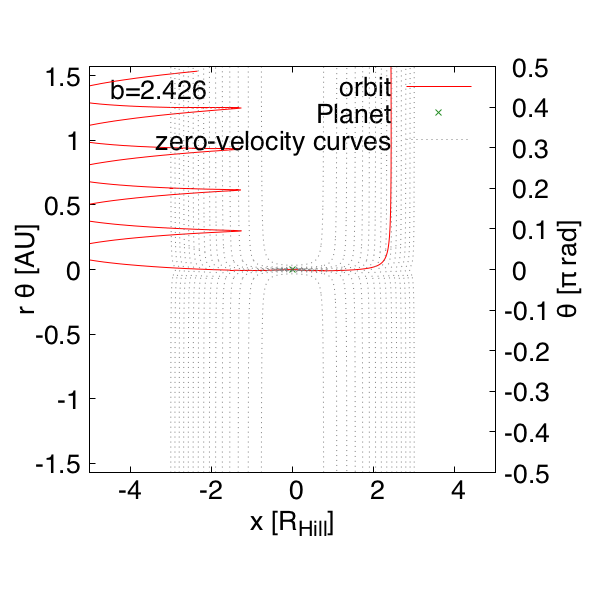 b=2.426
orbit
Planet
zero-velocity curves
1.5
1
0.5
0
-0.5
-1
-1.5
r θ [AU]
0.5
0.4
0.3
0.2
0.1
0
-0.1
-0.2
-0.3
-0.4
-0.5
θ [π rad]
-4 -2 0 2 4
x [R_Hill]